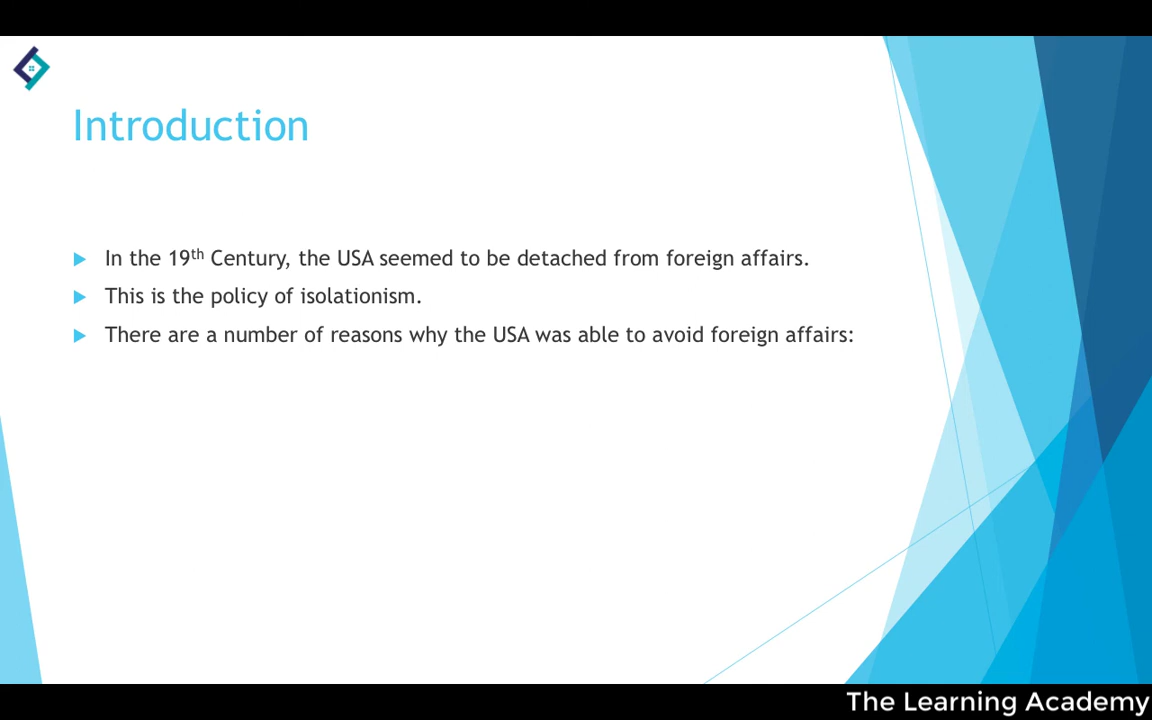 Introduction
In the 19th Century, the USA seemed to be detached from foreign affairs.
This is the policy of isolationism.
There are a number of reasons why the USA was able to avoid foreign affairs:
The Learning Academy